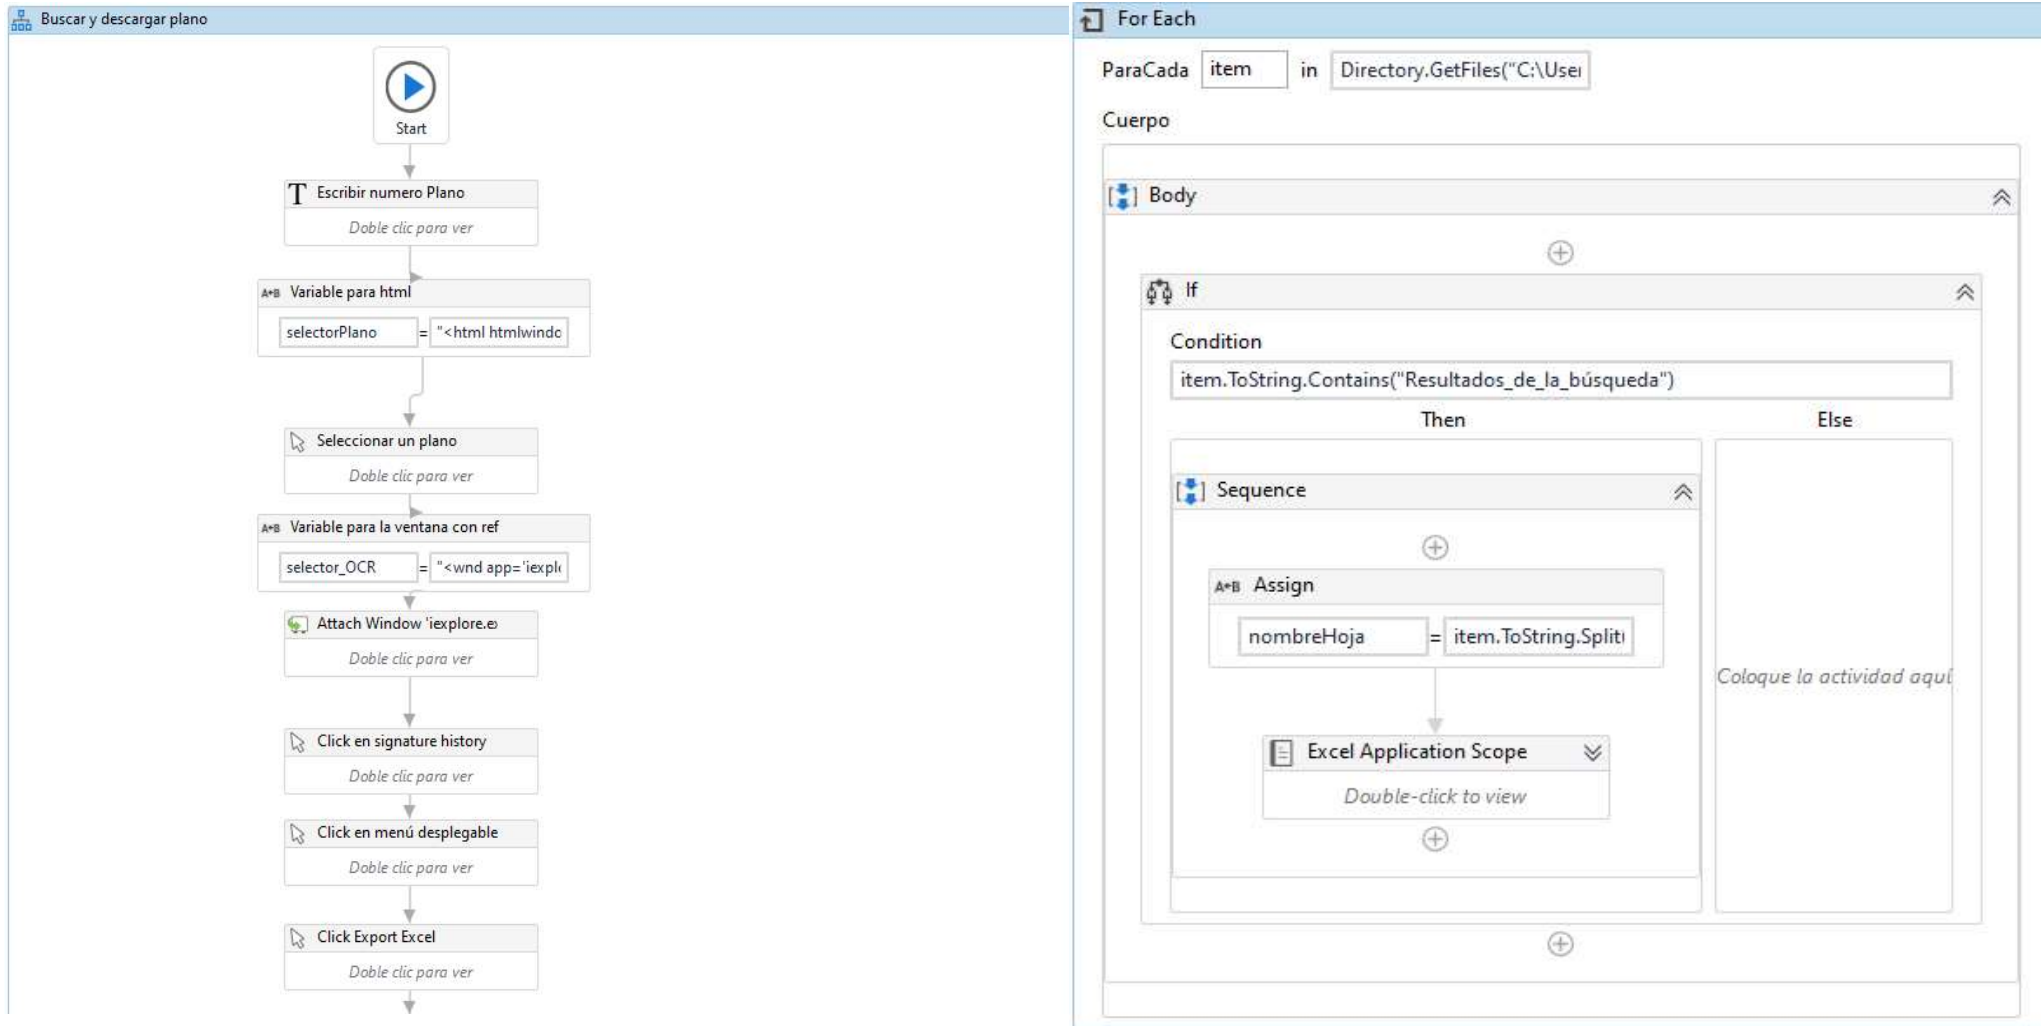 Buscar y descargar plano
Start
T Escribir numero Plano
Doble clic para ver
A+B Variable para html
selectorPlano = "<html htmlwindo
Seleccionar un plano
Doble clic para ver
A+B Variable para la ventana con ref
selector_OCR = "<wnd app='iexplo
Attach Window 'iexplore.e
Doble clic para ver
Click en signature history
Doble clic para ver
Click en menú desplegable
Doble clic para ver
Click Export Excel
Doble clic para ver
For Each
ParaCada item in Directory.GetFiles("C:\User
Cuerpo
Body
If
Condition
item.ToString.Contains("Resultados_de_la_búsqueda")
Then Else
Sequence
A+B Assign
nombreHoja = item.ToString.Split(
Coloque la actividad aquí
Excel Application Scope
Double-click to view